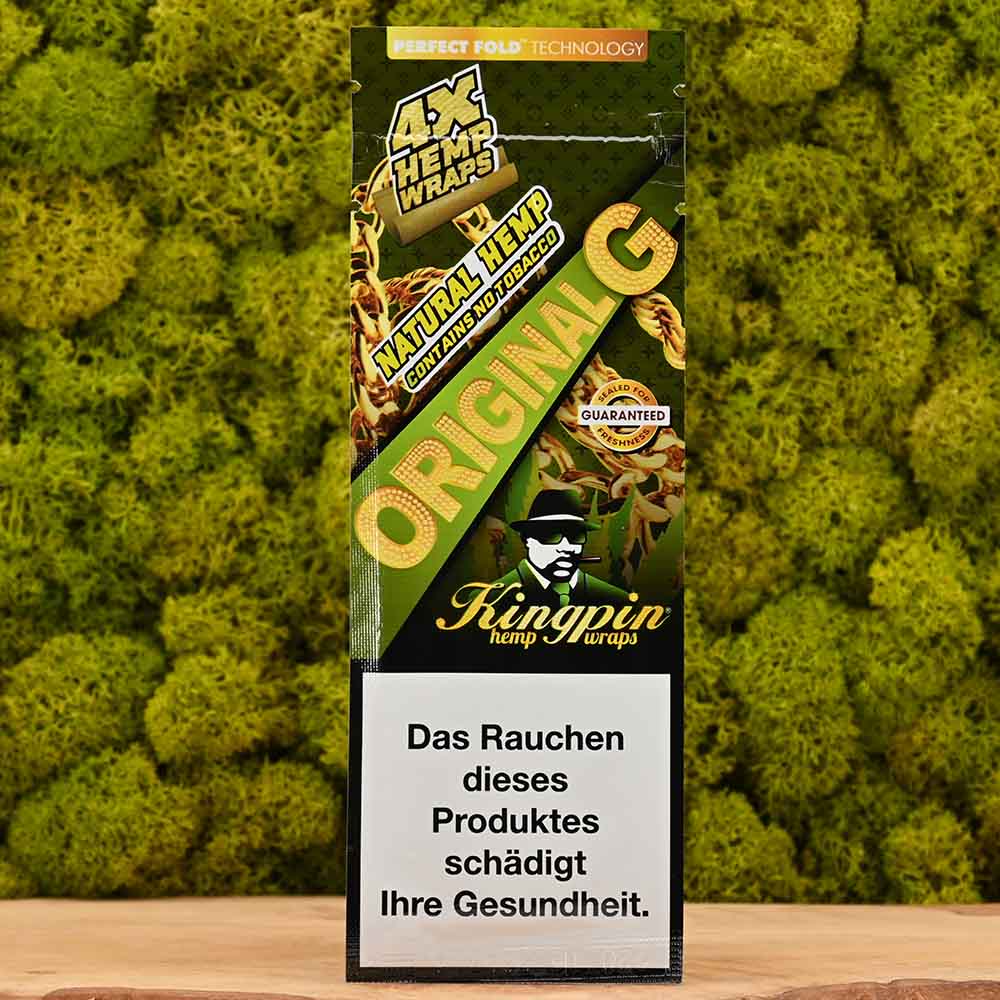 PERFECT FOLD™ TECHNOLOGY
4X
HEMP
WRAPS
NATURAL HEMP
CONTAINS NO TOBACCO
ORIGINAL G
SEALED FOR
GUARANTEED
FRESHNESS
Kingpin®
hemp wraps
Das Rauchen
dieses
Produktes
schädigt
Ihre Gesundheit.